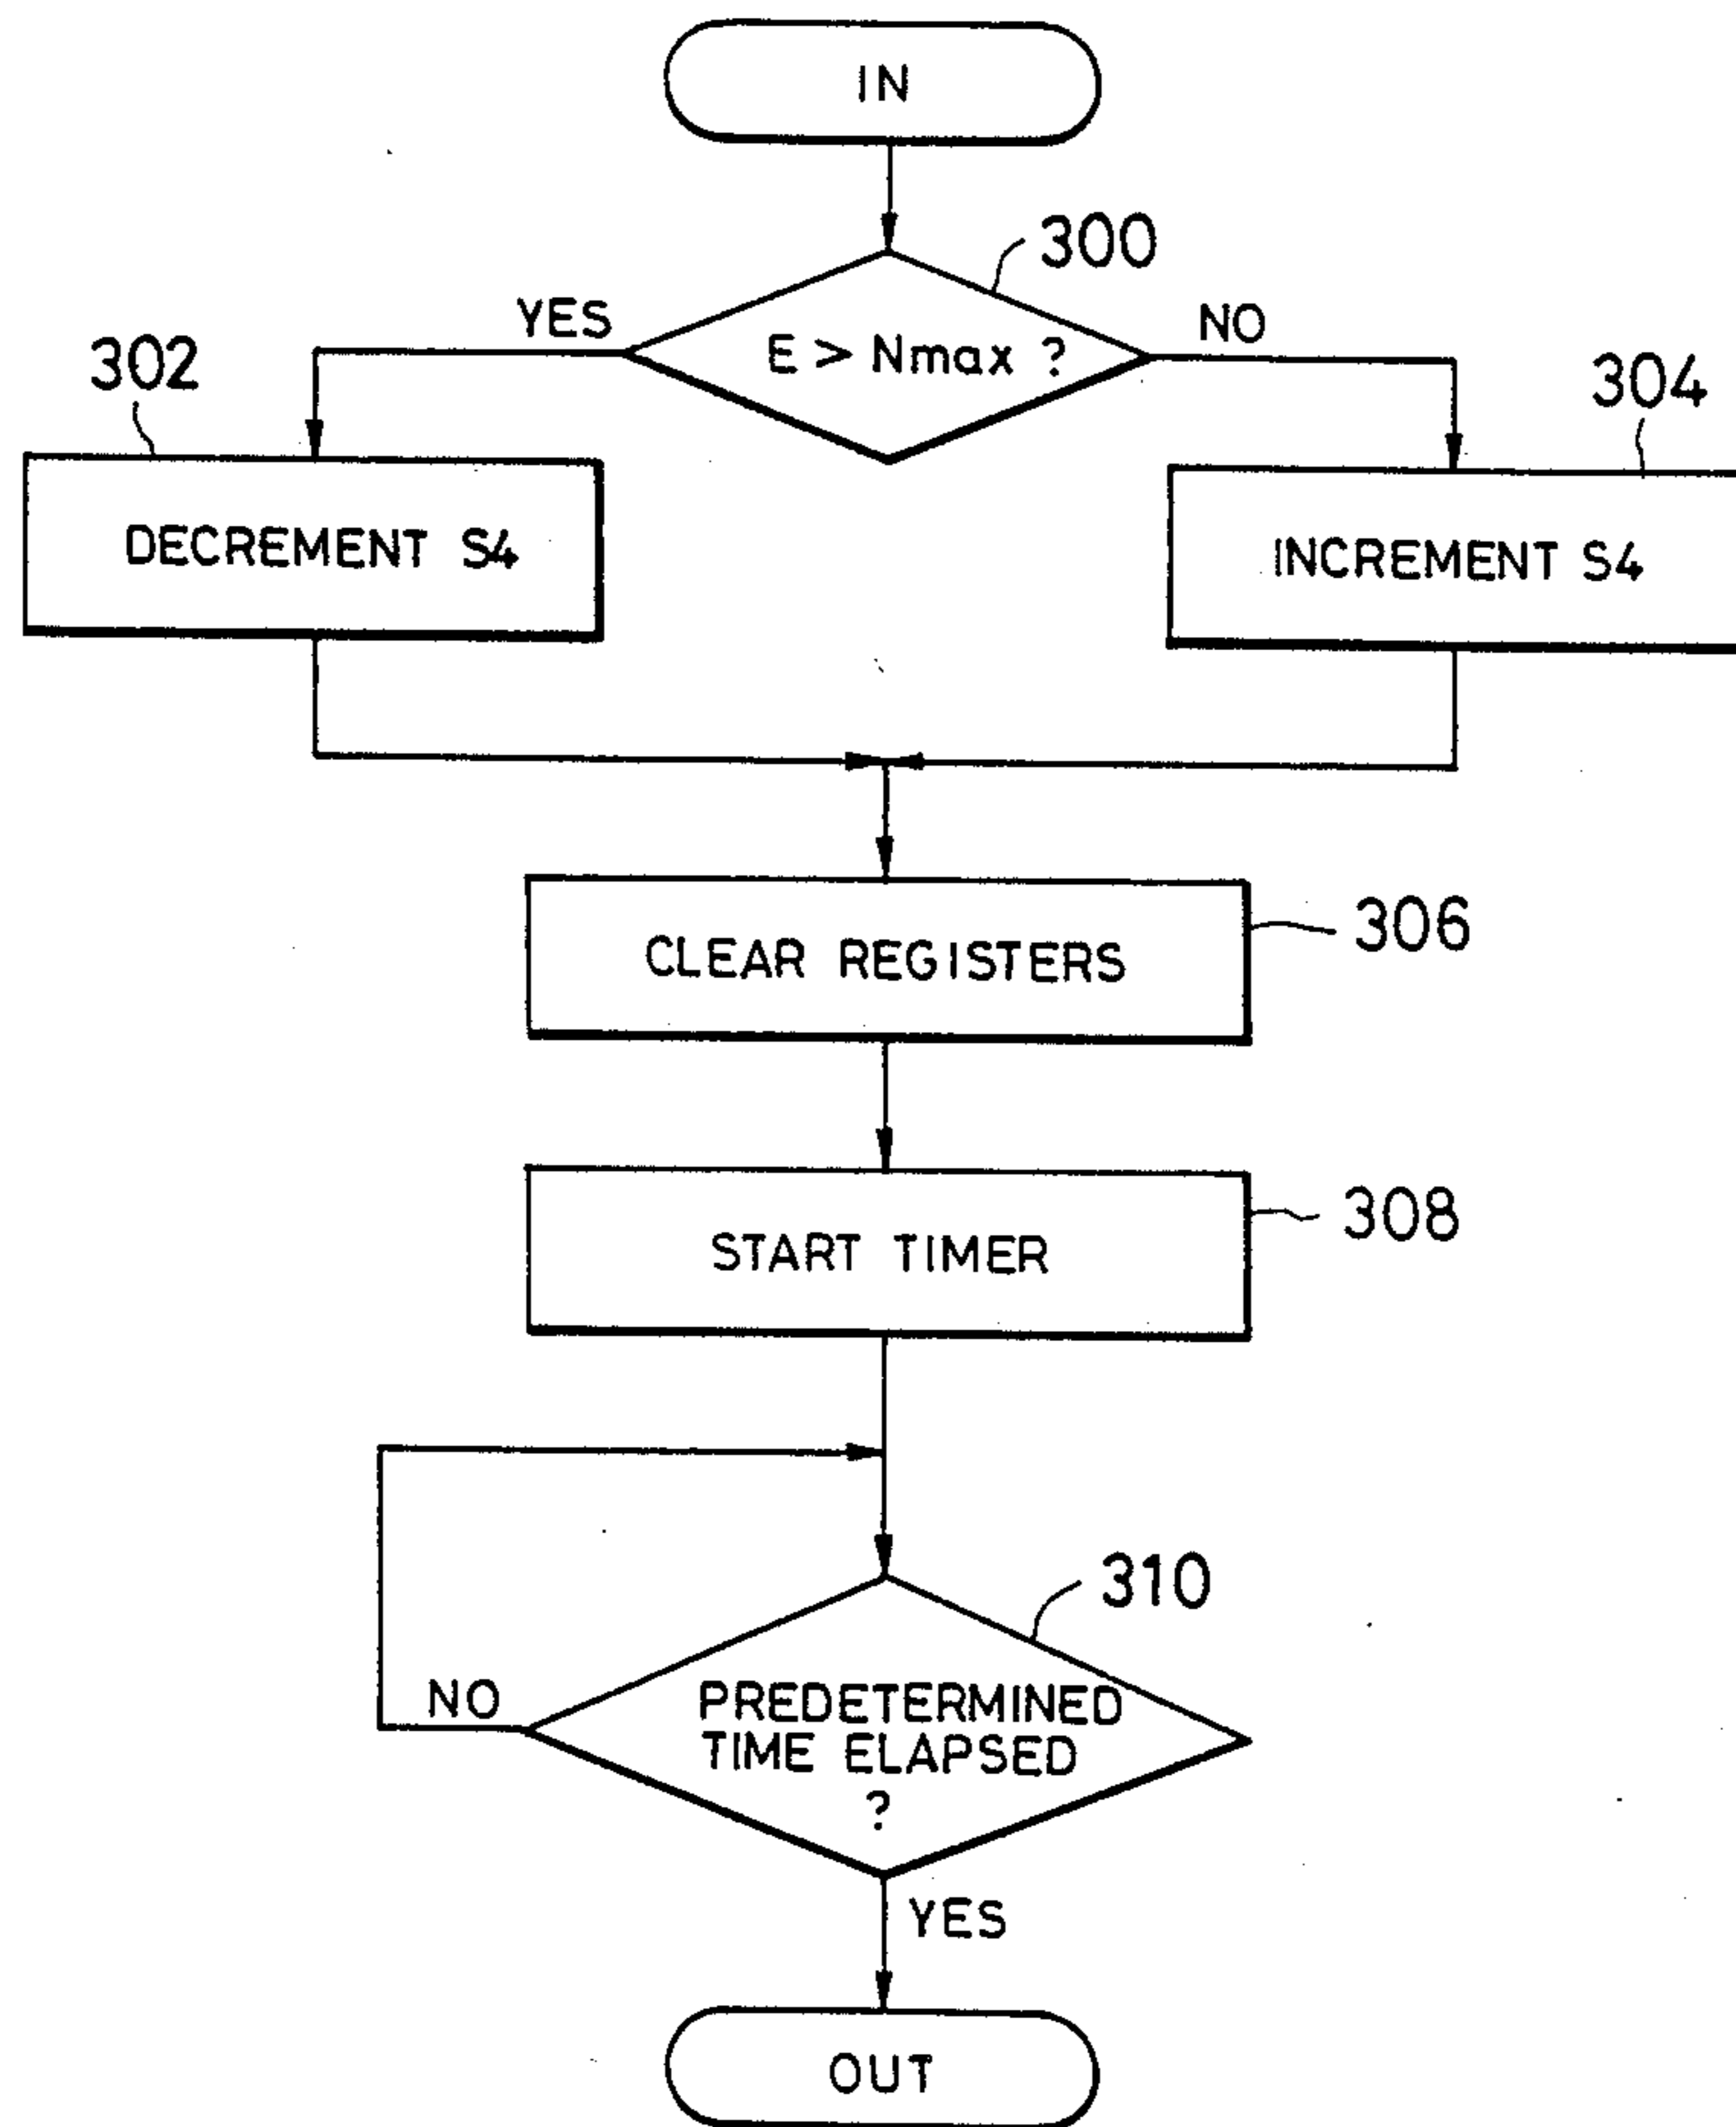 IN
300
YES
NO
E > Nmax ?
302
304
DECREMENT S4
INCREMENT S4
CLEAR REGISTERS
306
START TIMER
308
310
NO
PREDETERMINED
TIME ELAPSED
?
YES
OUT